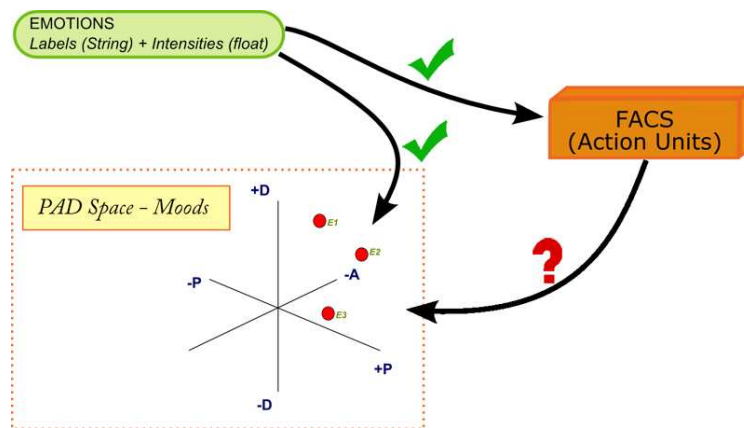 EMOTIONS
Labels (String) + Intensities (float)
FACS
(Action Units)
PAD Space – Moods
+D
E1
E2
-A
-P
E3
+P
-D
?